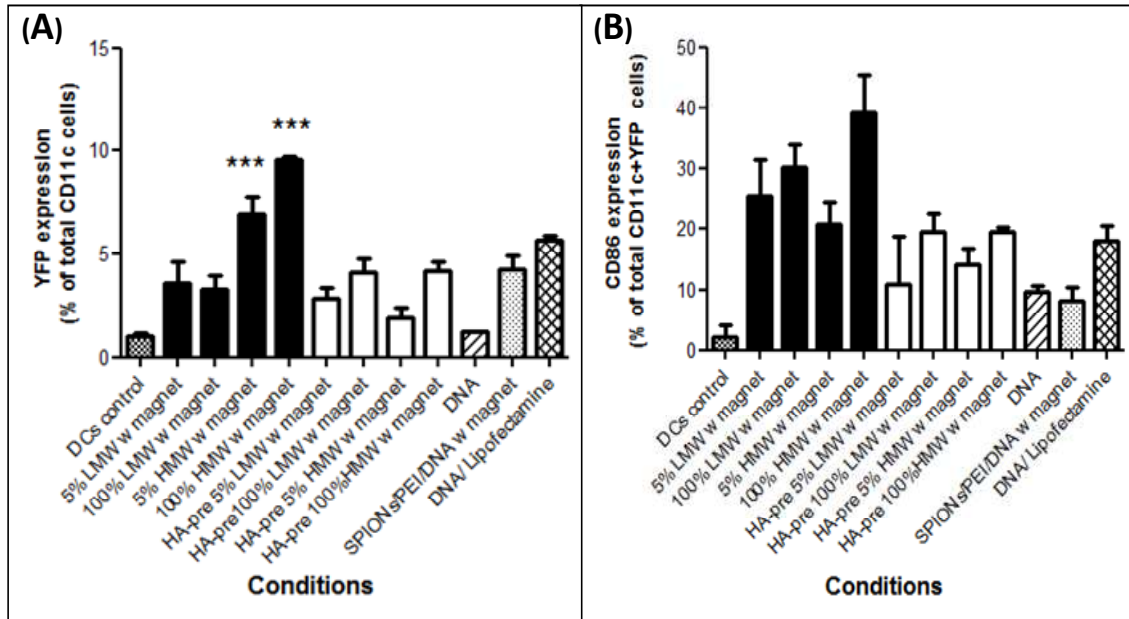 (A)
YFP expression
(% of total CD11c cells)
15
10
5
0
***
***
DCs control
5% LMW w magnet
100% LMW w magnet
5% HMW w magnet
100% HMW w magnet
HA-pre 5% LMW w magnet
HA-pre100% LMW w magnet
HA-pre 5% HMW w magnet
HA-pre 100%HMW w magnet
DNA
SPIONs/PEI/DNA w magnet
DNA/ Lipofectamine
Conditions
(B)
CD86 expression
(% of total CD11c+YFP cells)
50
40
30
20
10
0
DCs control
5% LMW w magnet
100% LMW w magnet
5% HMW w magnet
100% HMW w magnet
HA-pre 5% LMW w magnet
HA-pre 100% LMW w magnet
HA-pre 5% HMW w magnet
HA-pre 100%HMW w magnet
DNA
SPIONs/PEI/DNA w magnet
DNA/ Lipofectamine
Conditions